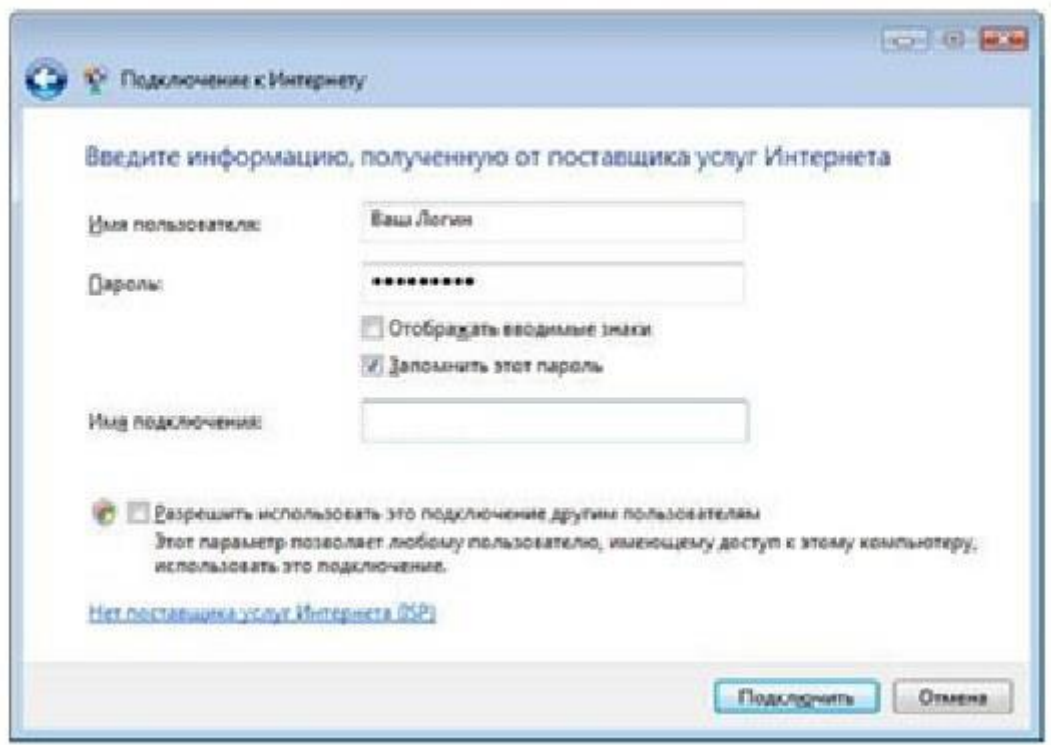 Подключение к Интернету
Введите информацию, полученную от поставщика услуг Интернета
Имя пользователя:
Ваш Логин
Пароль:
•••••••••
Отображать вводимые знаки
Запомнить этот пароль
Имя подключения:
Разрешить использовать это подключение другим пользователям
Этот параметр позволяет любому пользователю, имеющему доступ к этому компьютеру,
использовать это подключение.
Нет поставщика услуг Интернета (ISP)
Подключить
Отмена